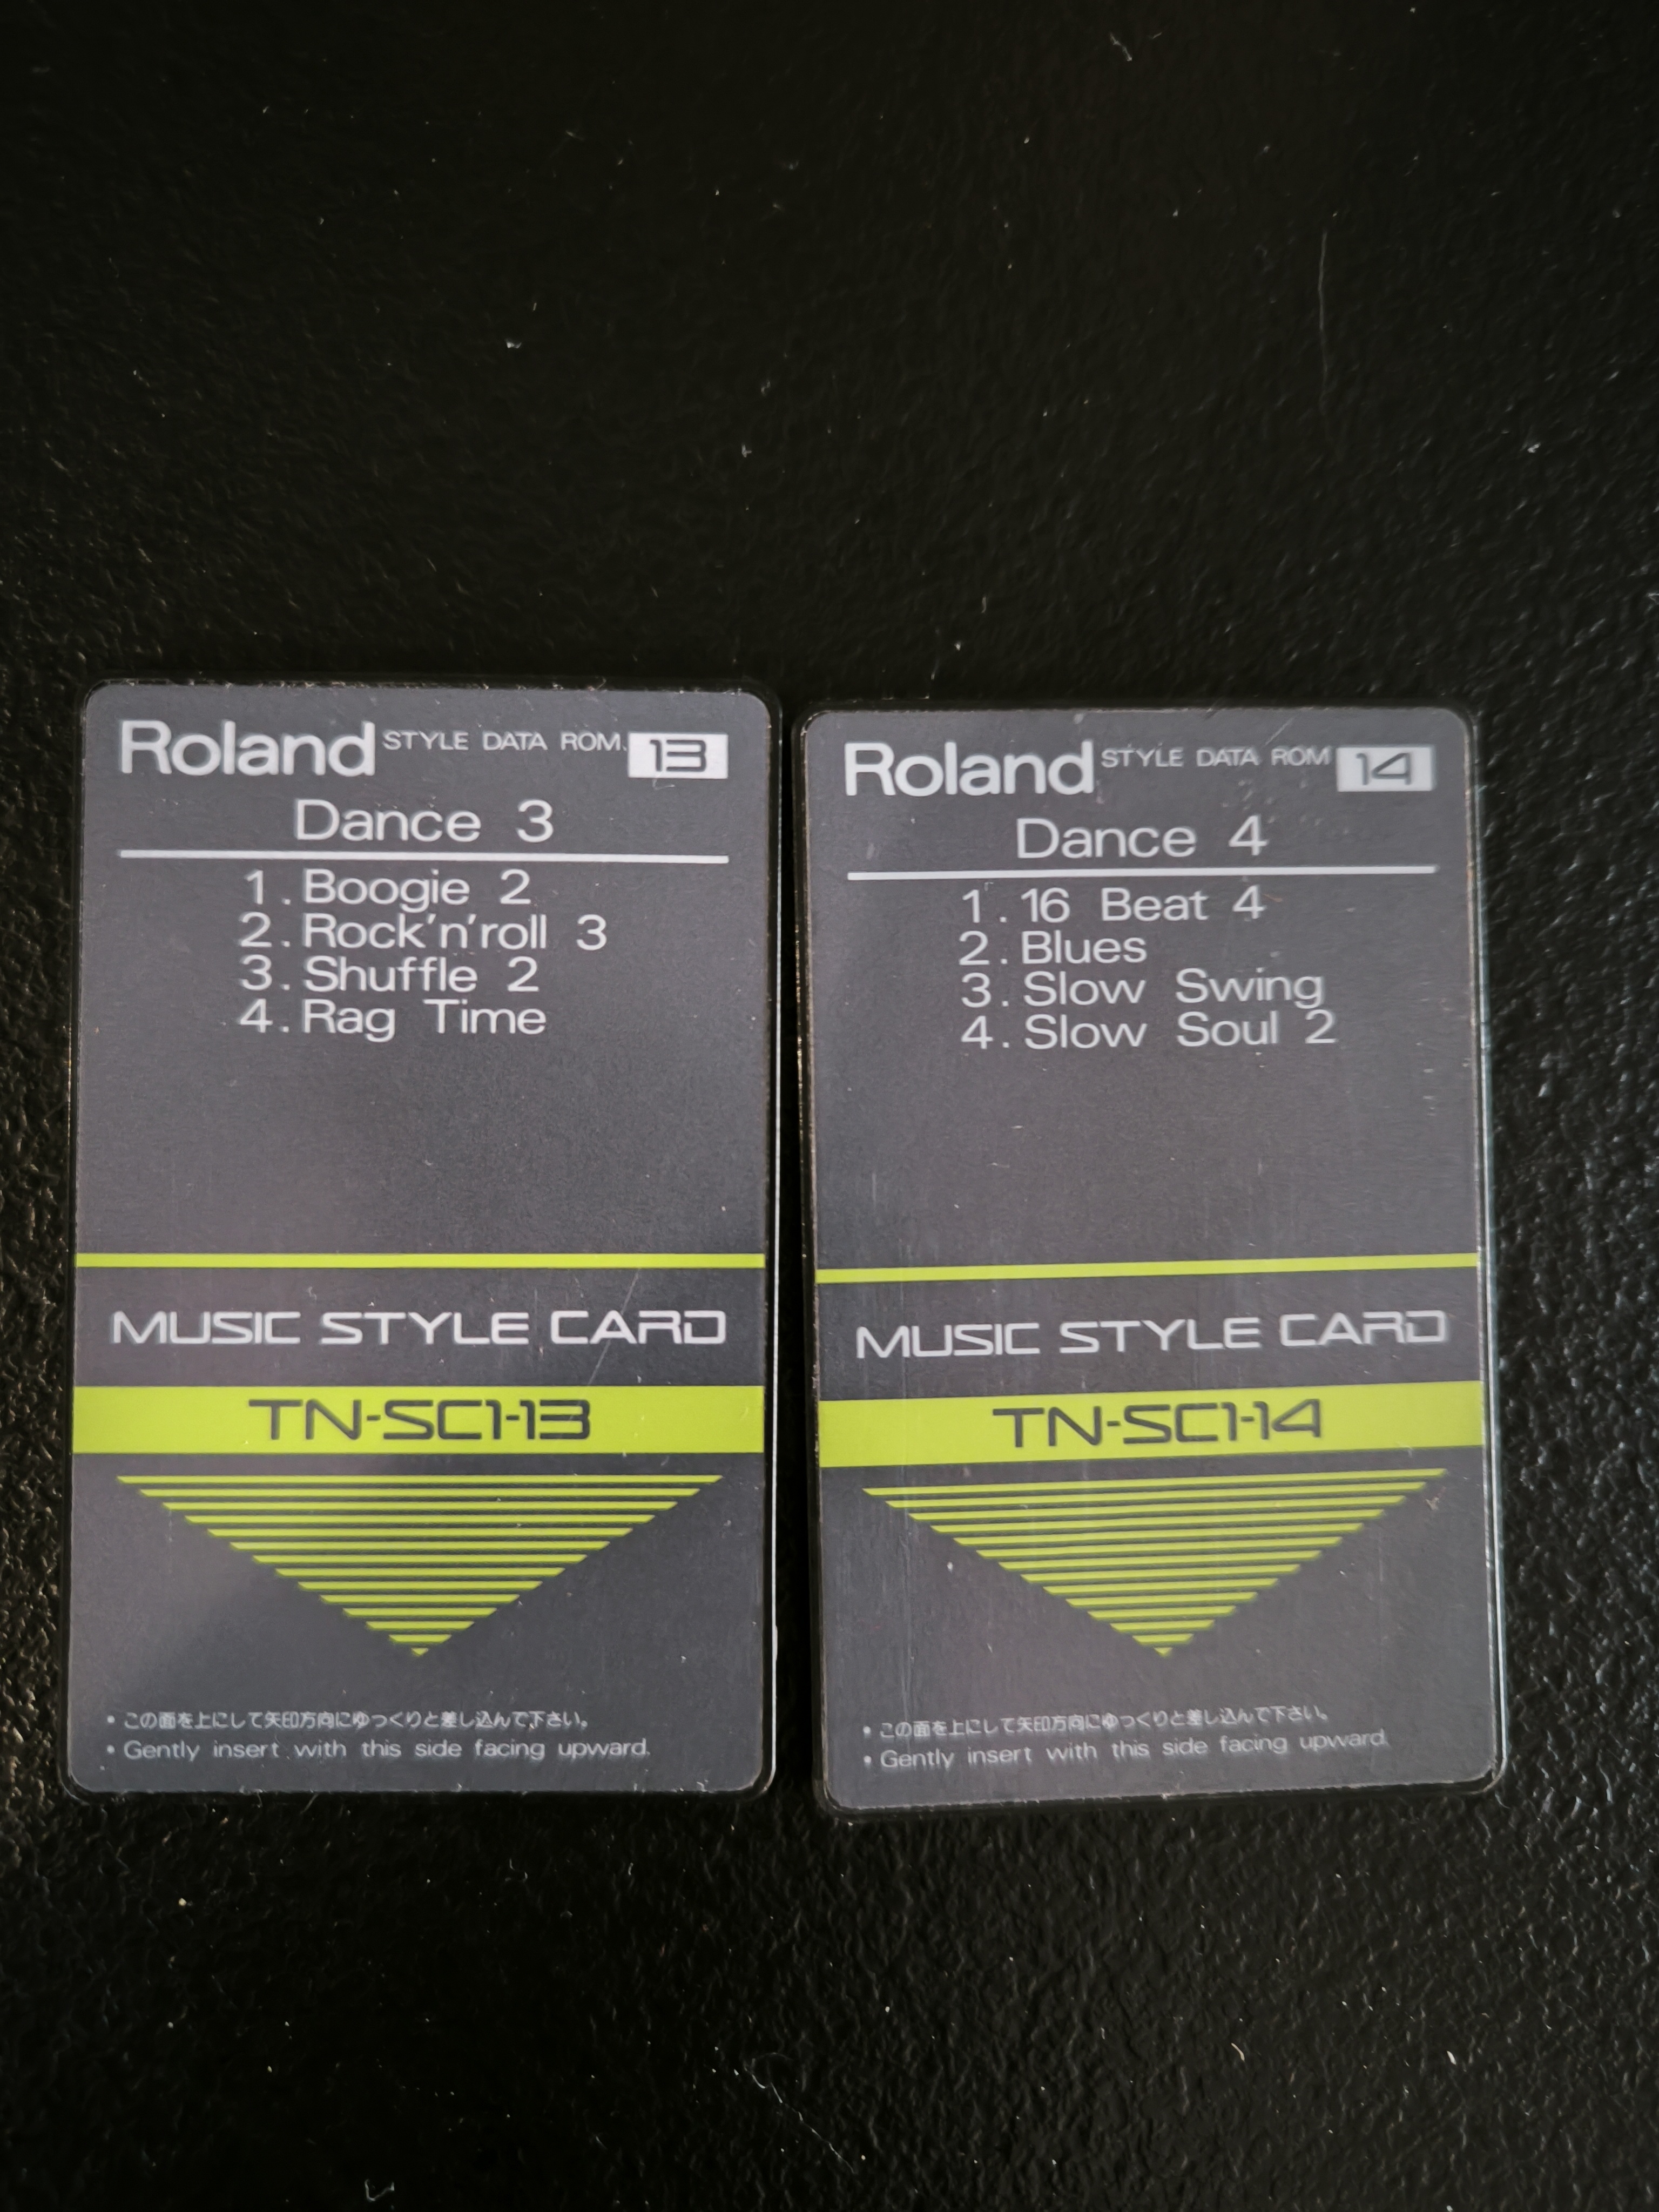 Roland STYLE DATA ROM 13
Dance 3
1. Boogie 2
2. Rock'n'roll 3
3. Shuffle 2
4. Rag Time
MUSIC STYLE CARD
TN-SC1-13
• この面を上にして矢印方向にゆっくりと差し込んで下さい。
• Gently insert with this side facing upward.
Roland STYLE DATA ROM 14
Dance 4
1. 16 Beat 4
2. Blues
3. Slow Swing
4. Slow Soul 2
MUSIC STYLE CARD
TN-SC1-14
• この面を上にして矢印方向にゆっくりと差し込んで下さい。
• Gently insert with this side facing upward.